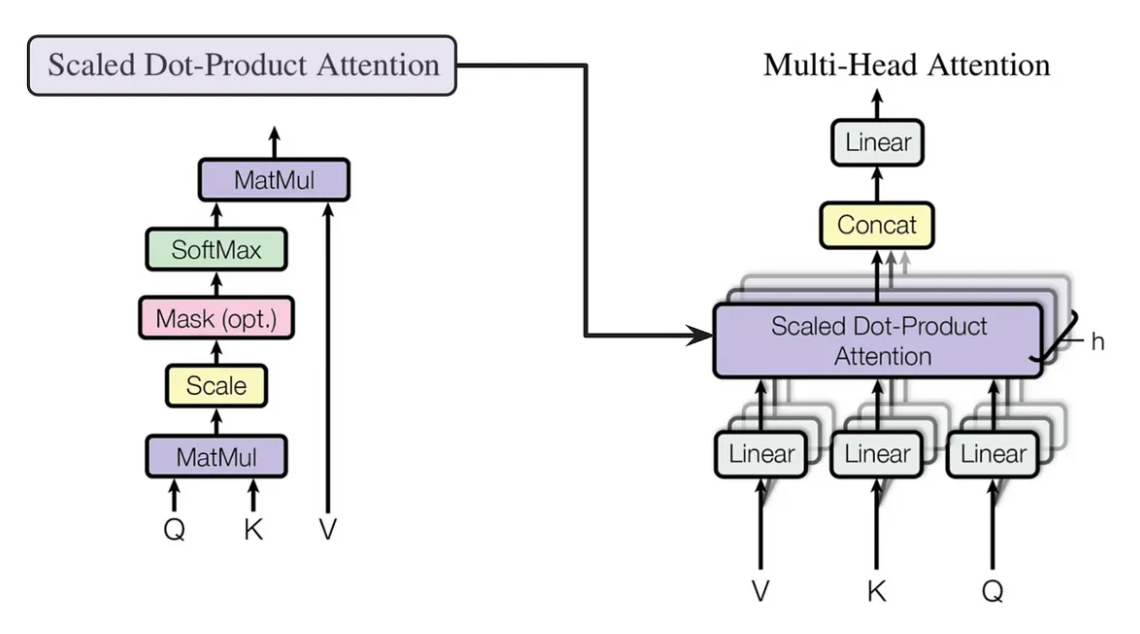 Scaled Dot-Product Attention
MatMul
SoftMax
Mask (opt.)
Scale
MatMul
Q K V
Multi-Head Attention
Linear
Concat
Scaled Dot-Product
Attention
h
Linear Linear Linear
V K Q